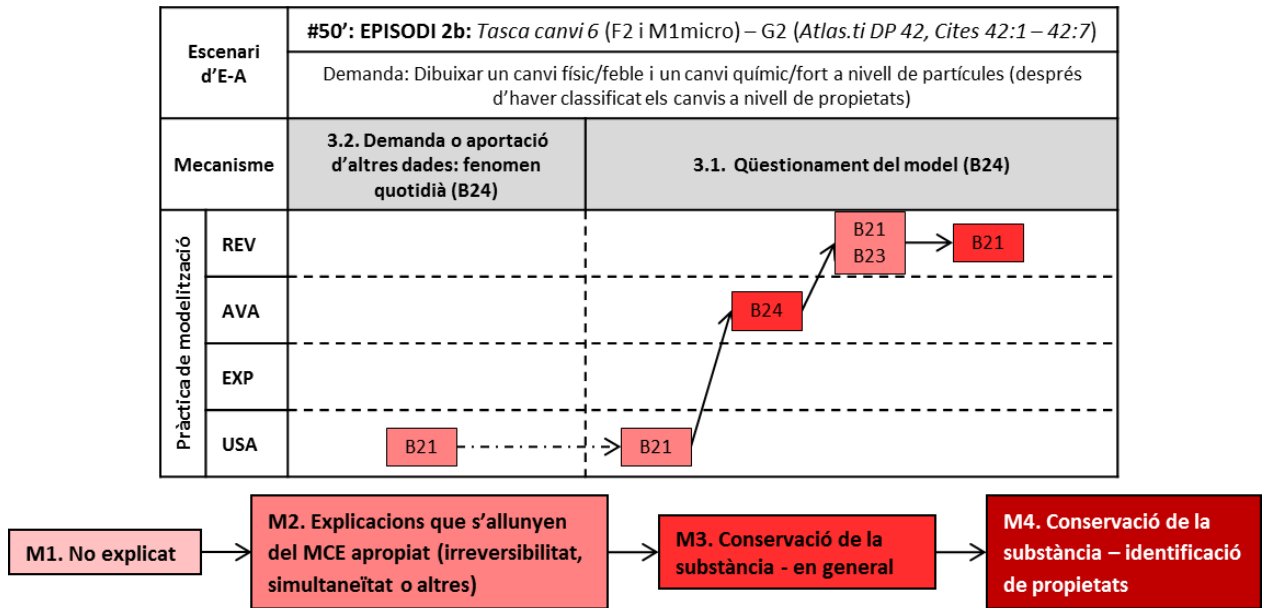 Escenari
d'E-A
#50': EPISODI 2b: Tasca canvi 6 (F2 i M1micro) – G2 (Atlas.ti DP 42, Cites 42:1 – 42:7)
Demanda: Dibuixar un canvi físic/feble i un canvi químic/fort a nivell de partícules (després
d'haver classificat els canvis a nivell de propietats)
Mecanisme
3.2. Demanda o aportació
d'altres dades: fenomen
quotidià (B24)
3.1. Qüestionament del model (B24)
Pràctica de modelització
REV
B21
B23
B21
AVA
B24
EXP
USA
B21
B21
M1. No explicat
M2. Explicacions que s'allunyen
del MCE apropiat (irreversibilitat,
simultaneïtat o altres)
M3. Conservació de la
substància - en general
M4. Conservació de la
substància – identificació
de propietats